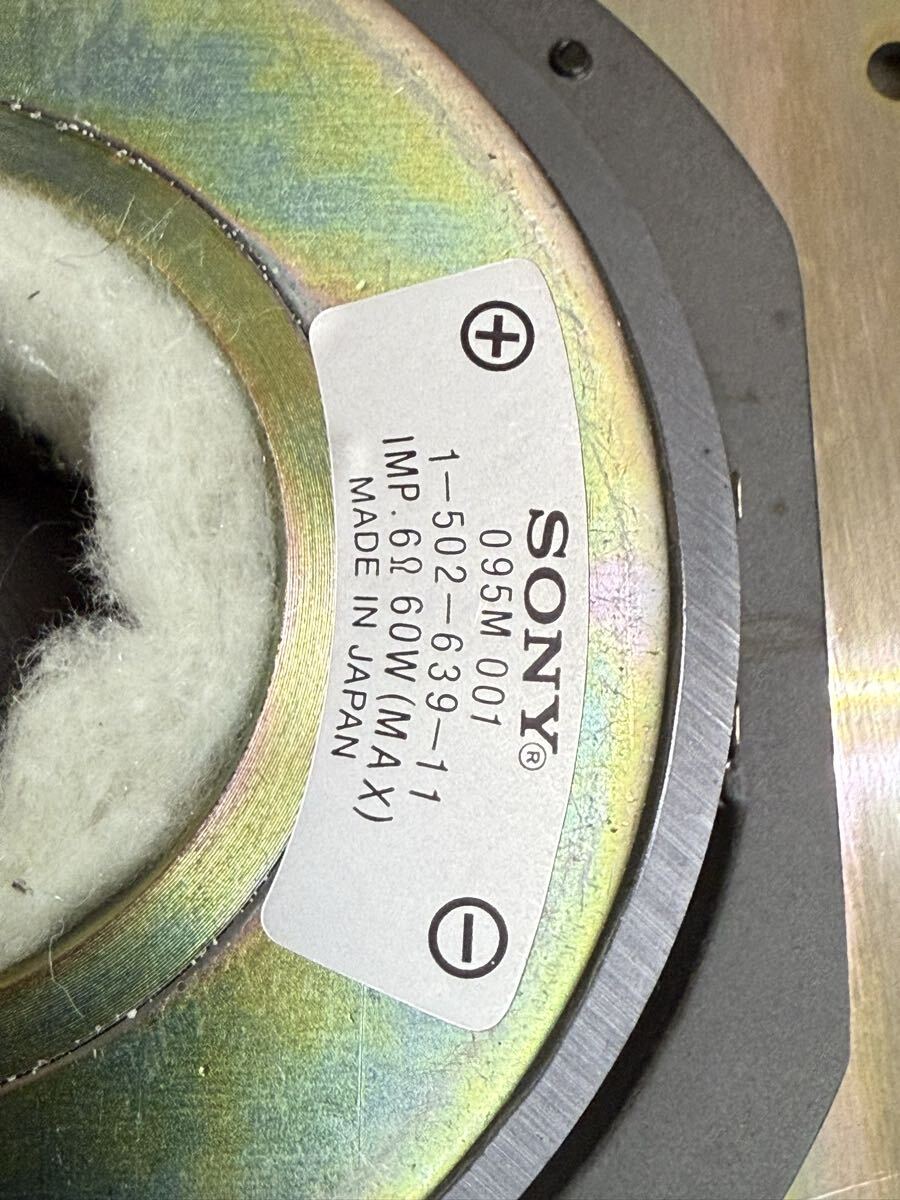 ⊕
SONY®
095M 001
1-502-639-11
IMP.6Ω 60W(MAX)
MADE IN JAPAN
⊖